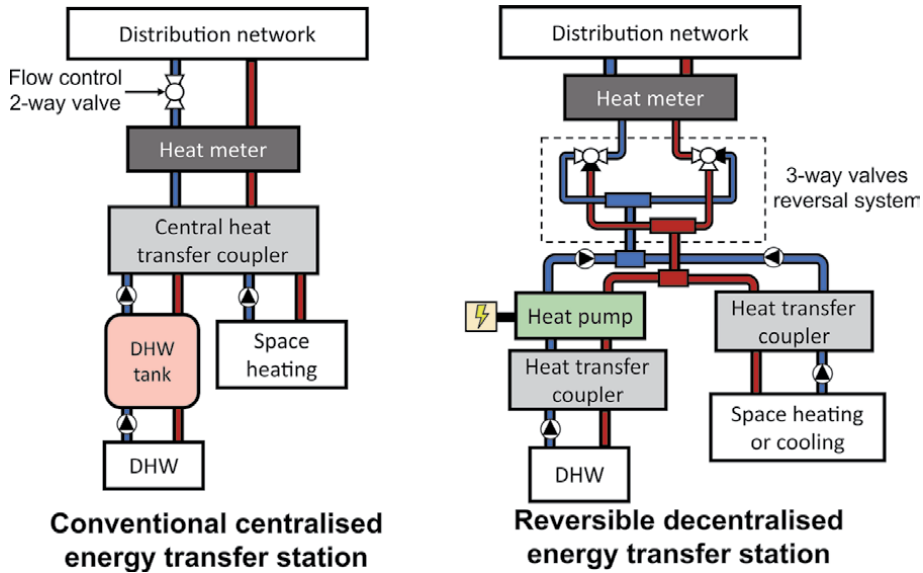 Distribution network
Flow control
2-way valve
Heat meter
Central heat
transfer coupler
DHW
tank
Space
heating
DHW
Conventional centralised
energy transfer station
Distribution network
Heat meter
3-way valves
reversal system
Heat pump
Heat transfer
coupler
Heat transfer
coupler
Space heating
or cooling
DHW
Reversible decentralised
energy transfer station